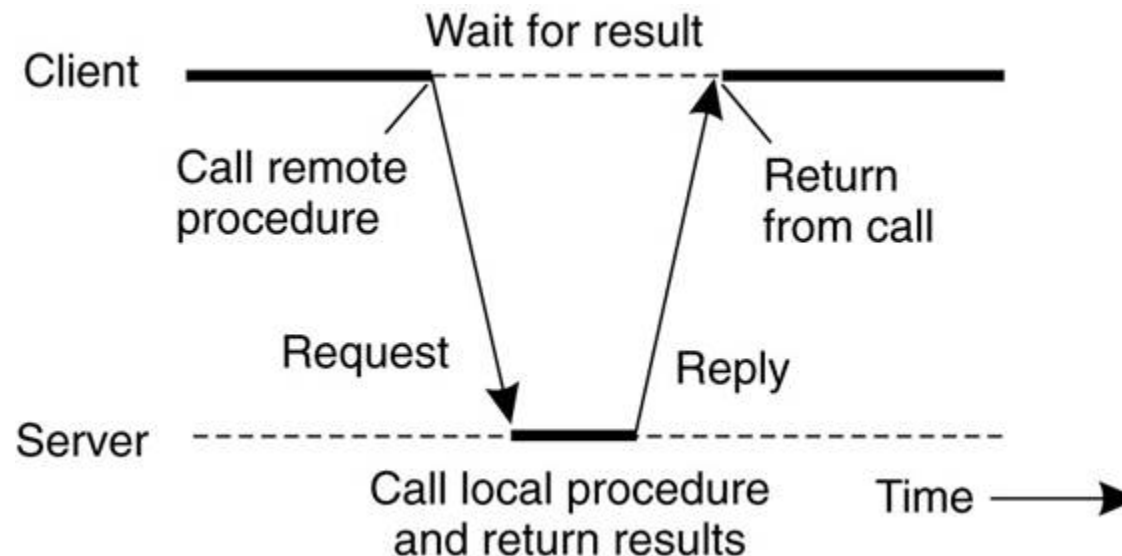 Wait for result
Client
Call remote
procedure
Return
from call
Request
Reply
Server
Call local procedure
and return results
Time